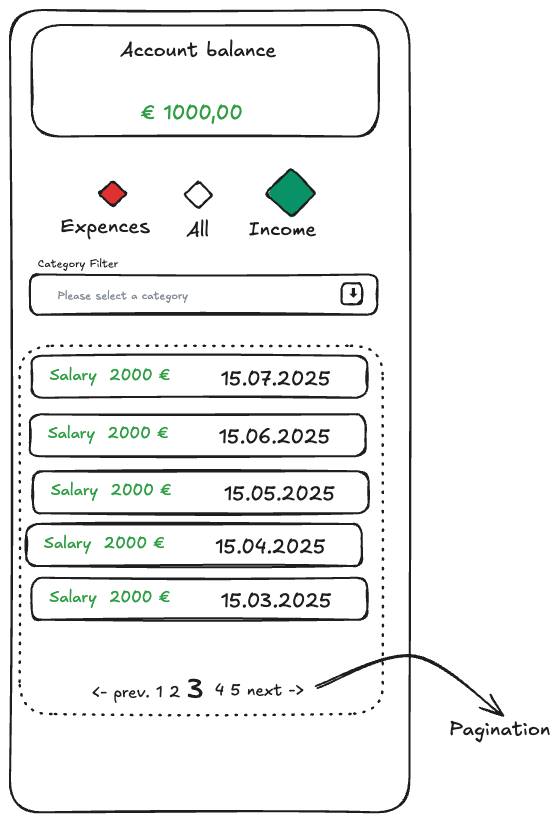 Account balance
€ 1000,00
Expences All Income
Category Filter
Please select a category
Salary 2000 € 15.07.2025
Salary 2000 € 15.06.2025
Salary 2000 € 15.05.2025
Salary 2000 € 15.04.2025
Salary 2000 € 15.03.2025
<- prev. 1 2 3 4 5 next ->
Pagination